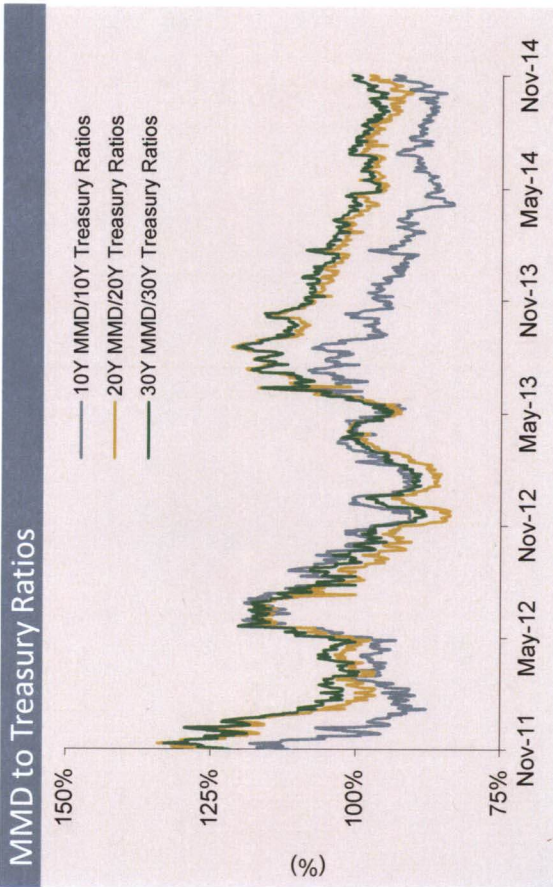 MMD to Treasury Ratios
10Y MMD/10Y Treasury Ratios
20Y MMD/20Y Treasury Ratios
30Y MMD/30Y Treasury Ratios
150%
125%
100%
75%
(%)
Nov-11
May-12
Nov-12
May-13
Nov-13
May-14
Nov-14